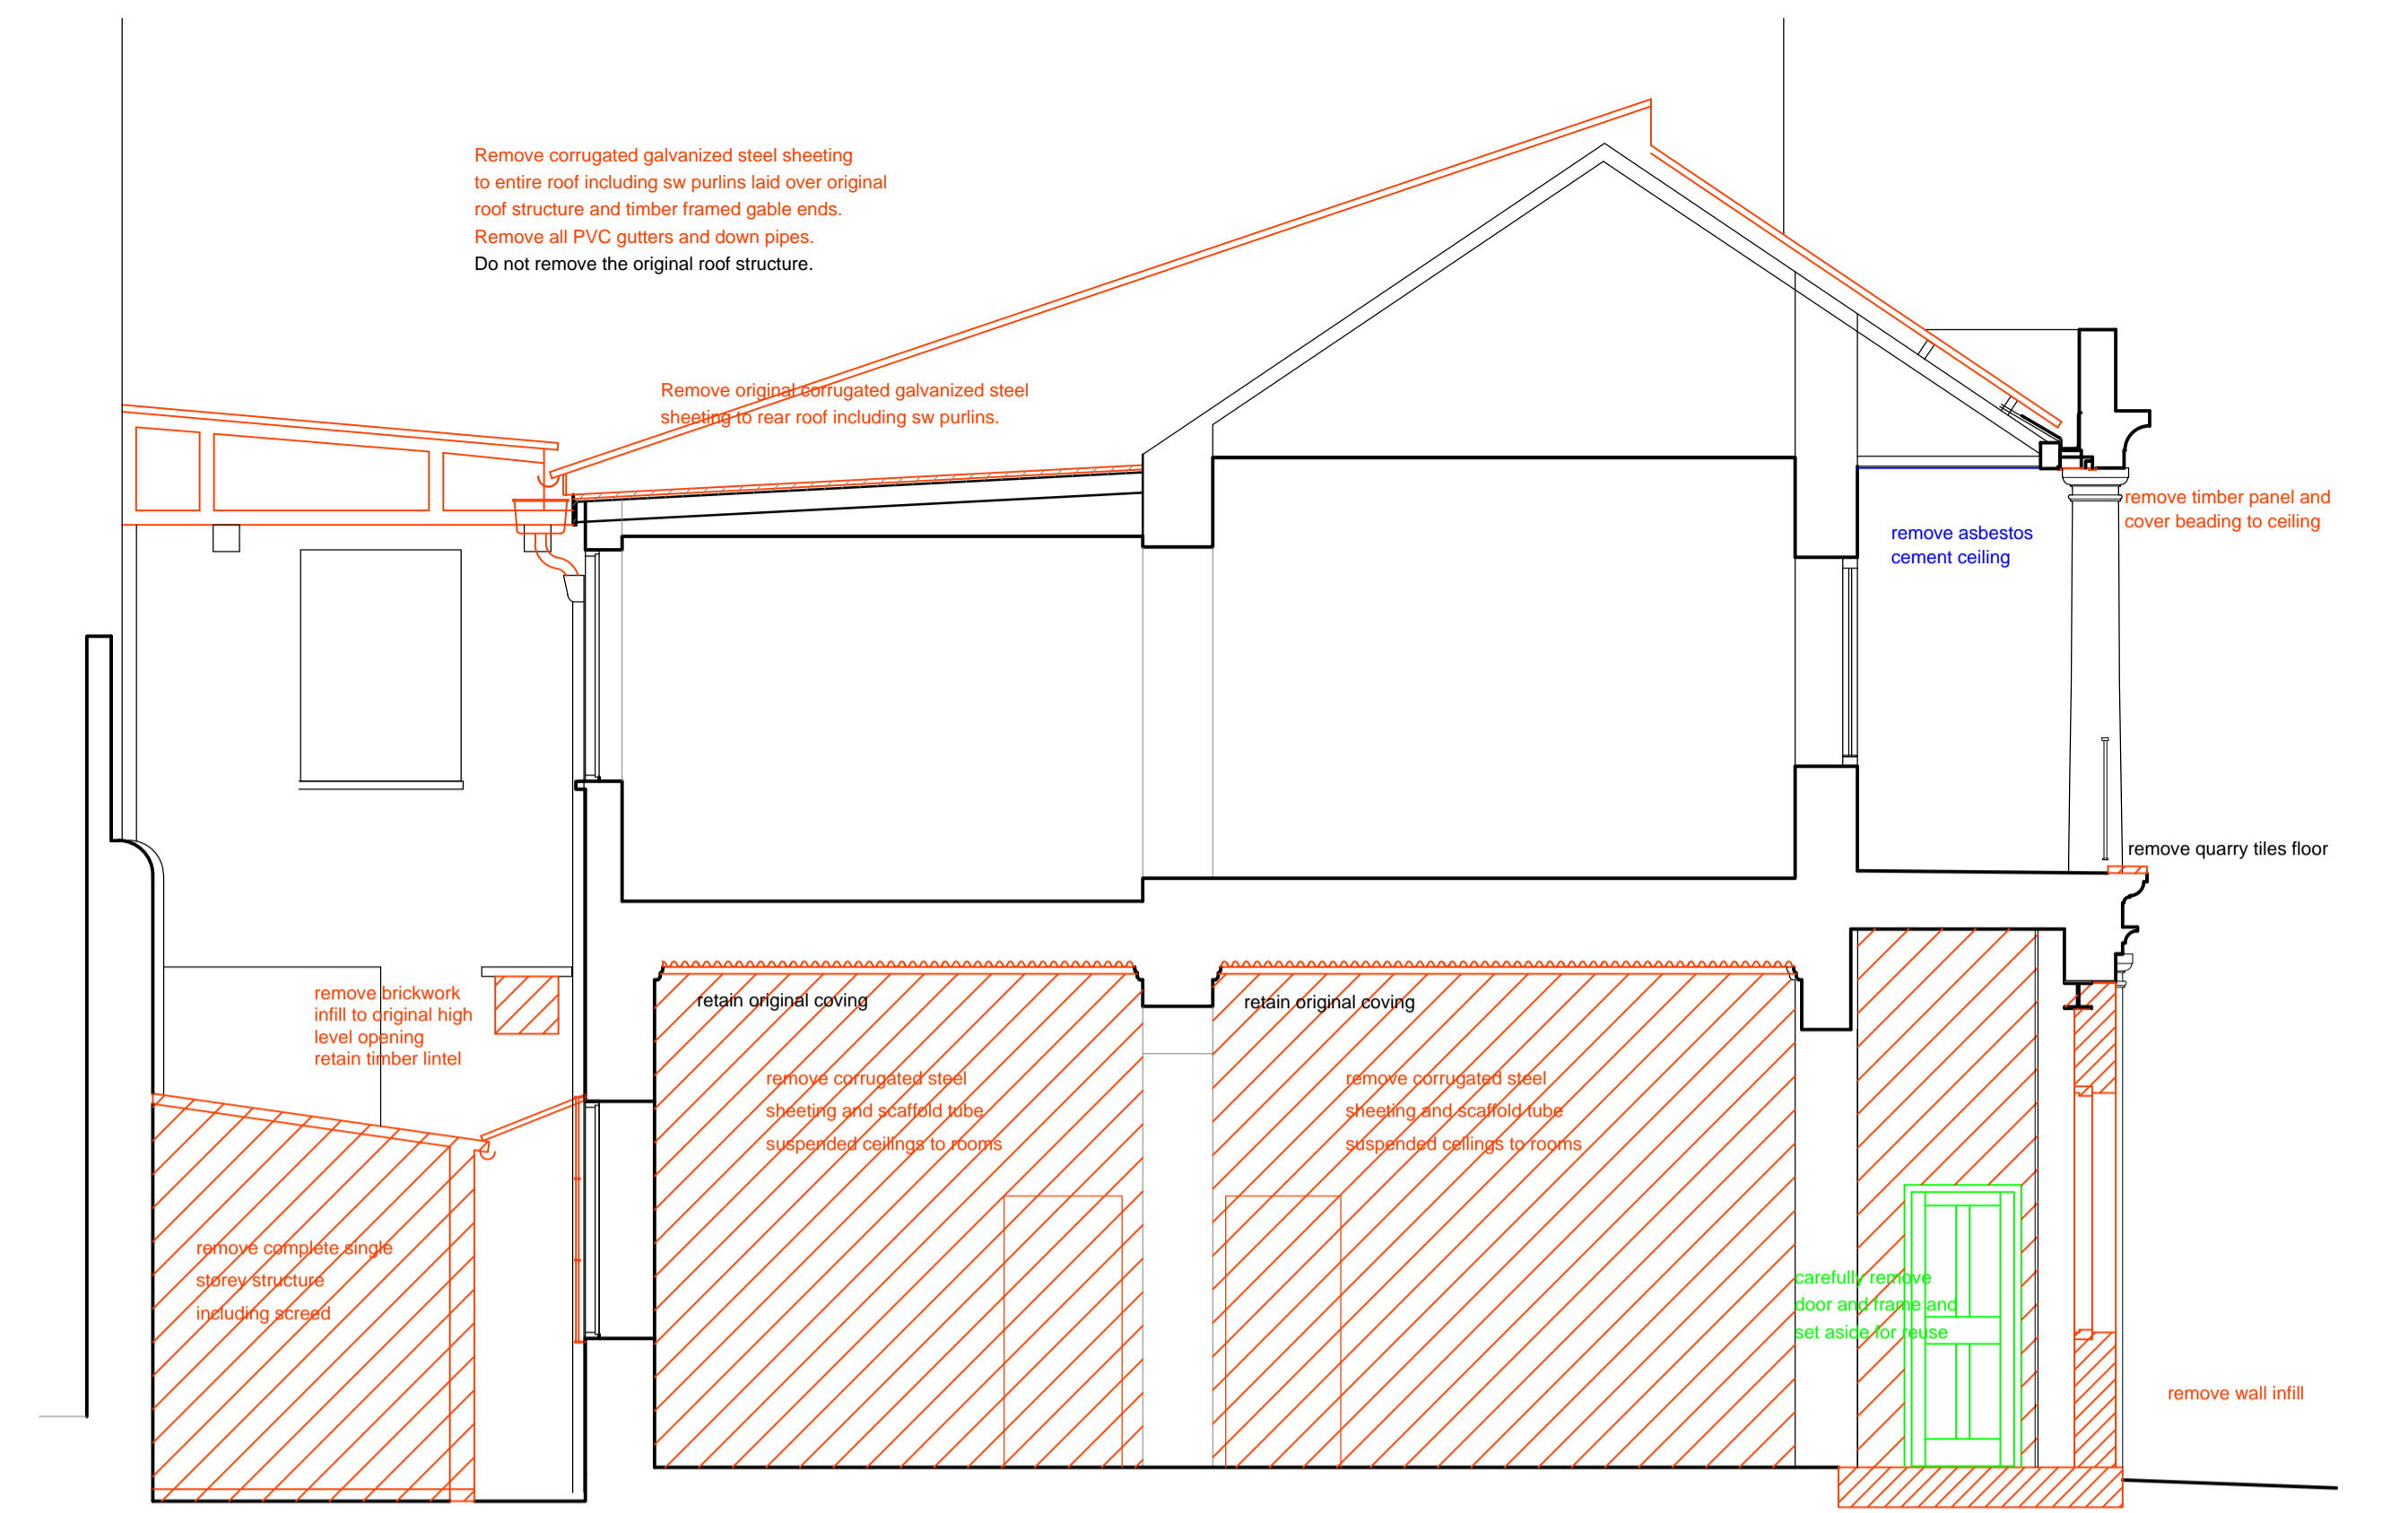 Remove corrugated galvanized steel sheeting
to entire roof including sw purlins laid over original
roof structure and timber framed gable ends.
Remove all PVC gutters and down pipes.
Do not remove the original roof structure.
Remove original corrugated galvanized steel
sheeting to rear roof including sw purlins.
remove timber panel and
cover beading to ceiling
remove asbestos
cement ceiling
remove quarry tiles floor
remove brickwork
infill to original high
level opening
retain timber lintel
retain original coving
retain original coving
remove corrugated steel
sheeting and scaffold tube
suspended ceilings to rooms
remove corrugated steel
sheeting and scaffold tube
suspended ceilings to rooms
remove complete single
storey structure
including screed
carefully remove
door and frame and
set aside for reuse
remove wall infill